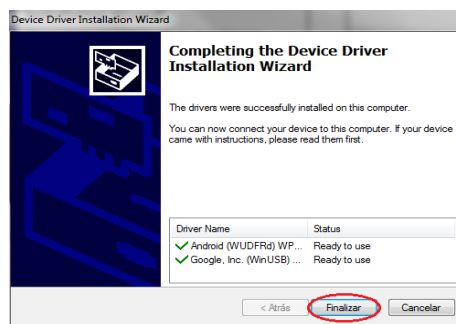 Device Driver Installation Wizard
Completing the Device Driver
Installation Wizard
The drivers were successfully installed on this computer.
You can now connect your device to this computer. If your device
came with instructions, please read them first.
Driver Name Status
Android (WUDFRd) WP... Ready to use
Google, Inc. (WinUSB) ... Ready to use
< Atrás Finalizar Cancelar